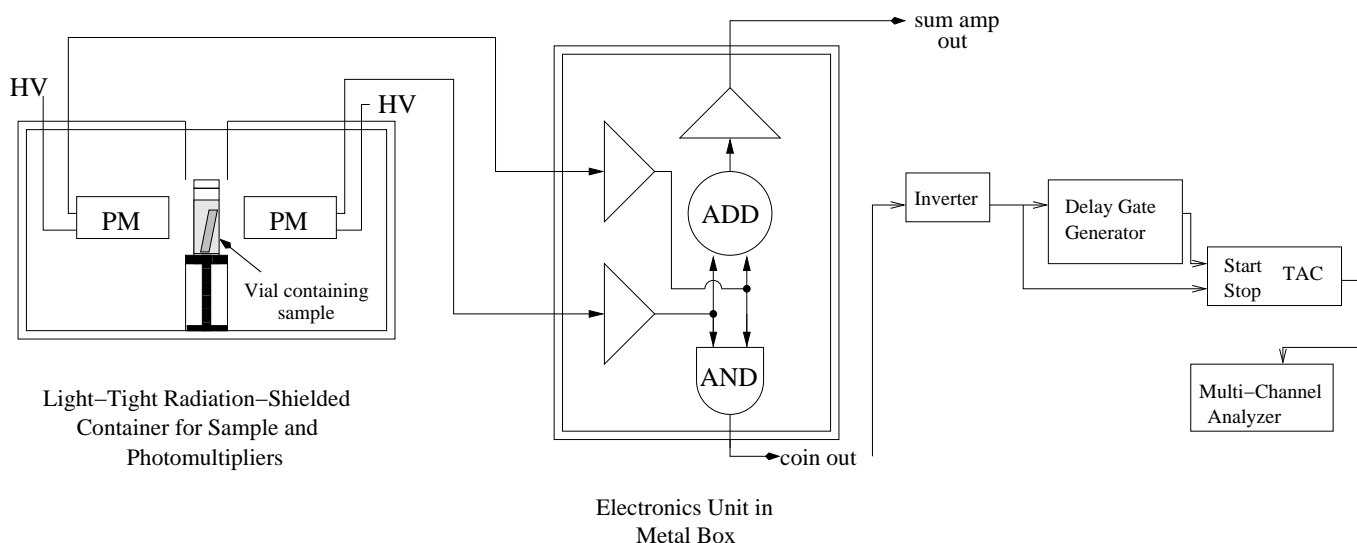 sum amp
out
HV
HV
PM
PM
ADD
Inverter
Delay Gate
Generator
Start
TAC
Stop
Vial containing
sample
AND
Multi−Channel
Analyzer
Light−Tight Radiation−Shielded
Container for Sample and
Photomultipliers
coin out
Electronics Unit in
Metal Box